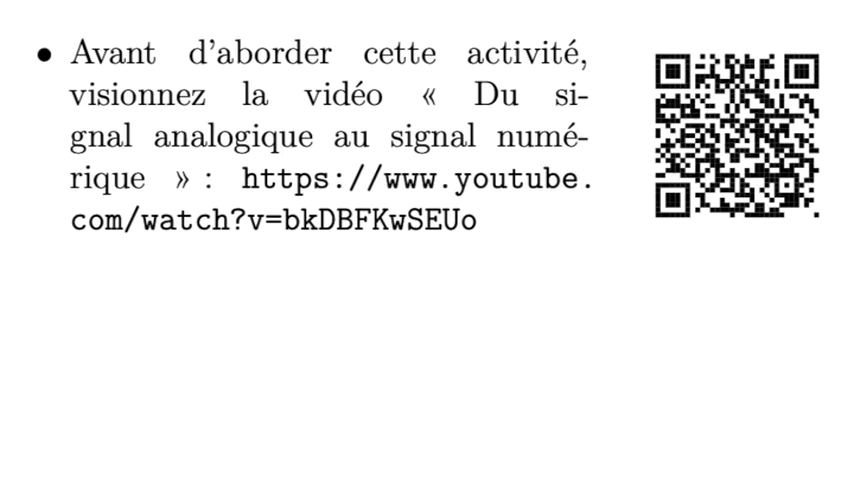 • Avant d'aborder cette activité,
visionnez la vidéo « Du si-
gnal analogique au signal numé-
rique » : https://www.youtube.
com/watch?v=bkDBFKwSEUo